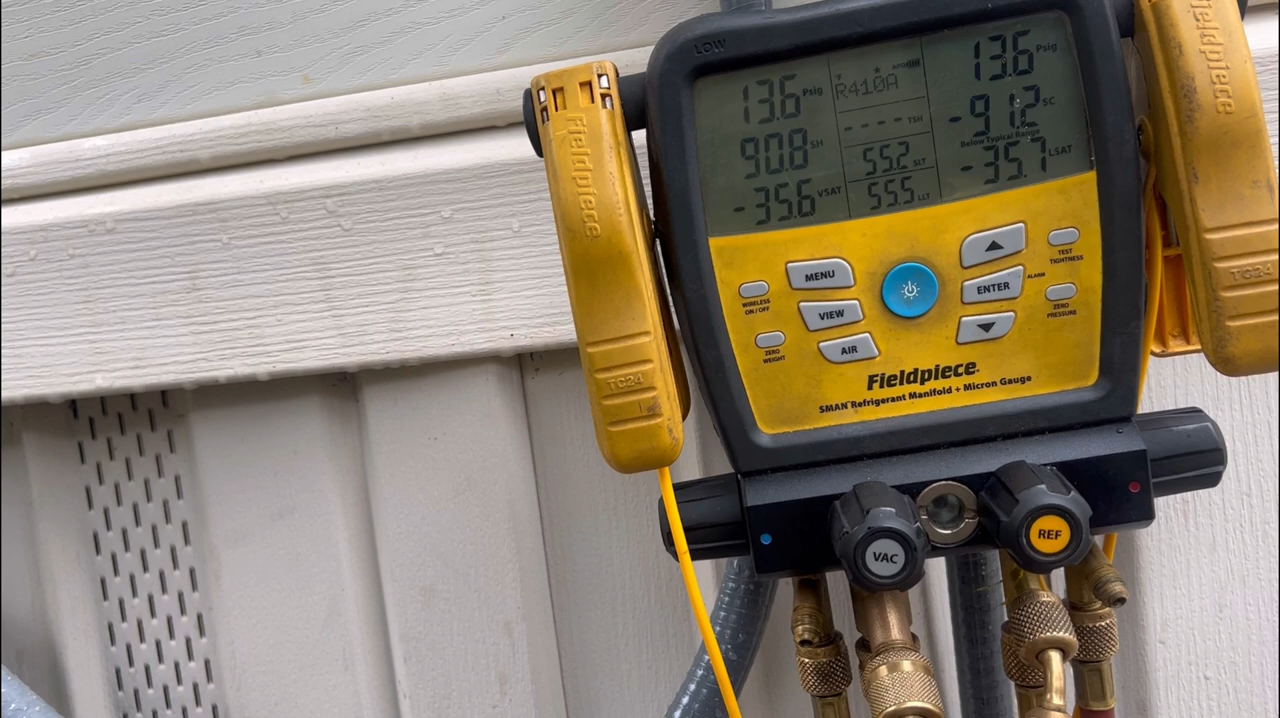 LOW
13.6 Psig
90.8 SH
-35.6 VSAT
R410A
APO
---- TSH
55.2 SLT
55.5 LLT
13.6 Psig
-91.2 SC
Below Typical Range
-35.7 LSAT
Fieldpiece
TC24
Fieldpiece
TC24
MENU
VIEW
AIR
WIRELESS
ON / OFF
ZERO
WEIGHT
ENTER
ALARM
TEST
TIGHTNESS
ZERO
PRESSURE
Fieldpiece
SMAN™ Refrigerant Manifold + Micron Gauge
VAC
REF